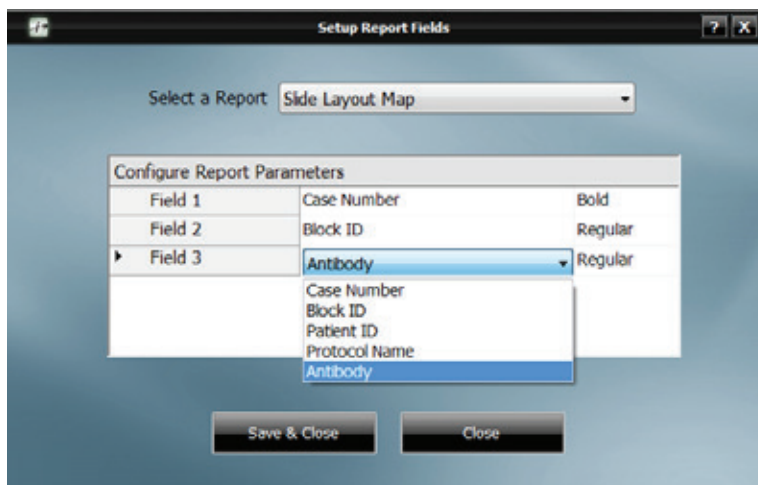 Setup Report Fields ? X
Select a Report Slide Layout Map
Configure Report Parameters
Field 1 Case Number Bold
Field 2 Block ID Regular
Field 3 Antibody Regular
Case Number
Block ID
Patient ID
Protocol Name
Antibody
Save & Close Close